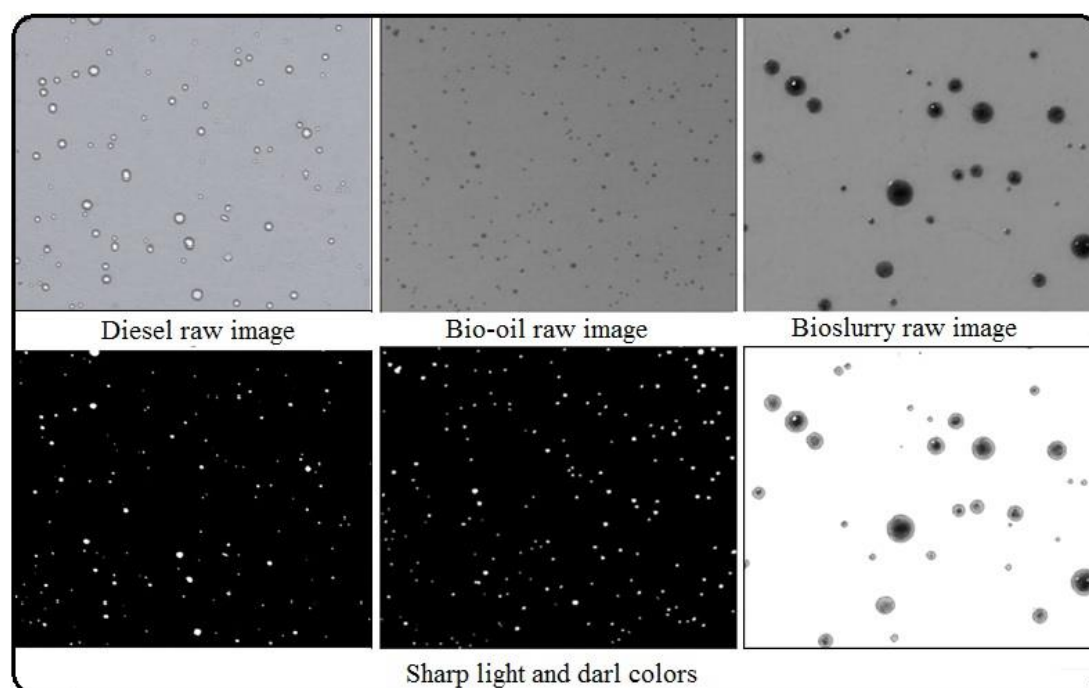 Diesel raw image
Bio-oil raw image
Bioslurry raw image
Sharp light and darl colors